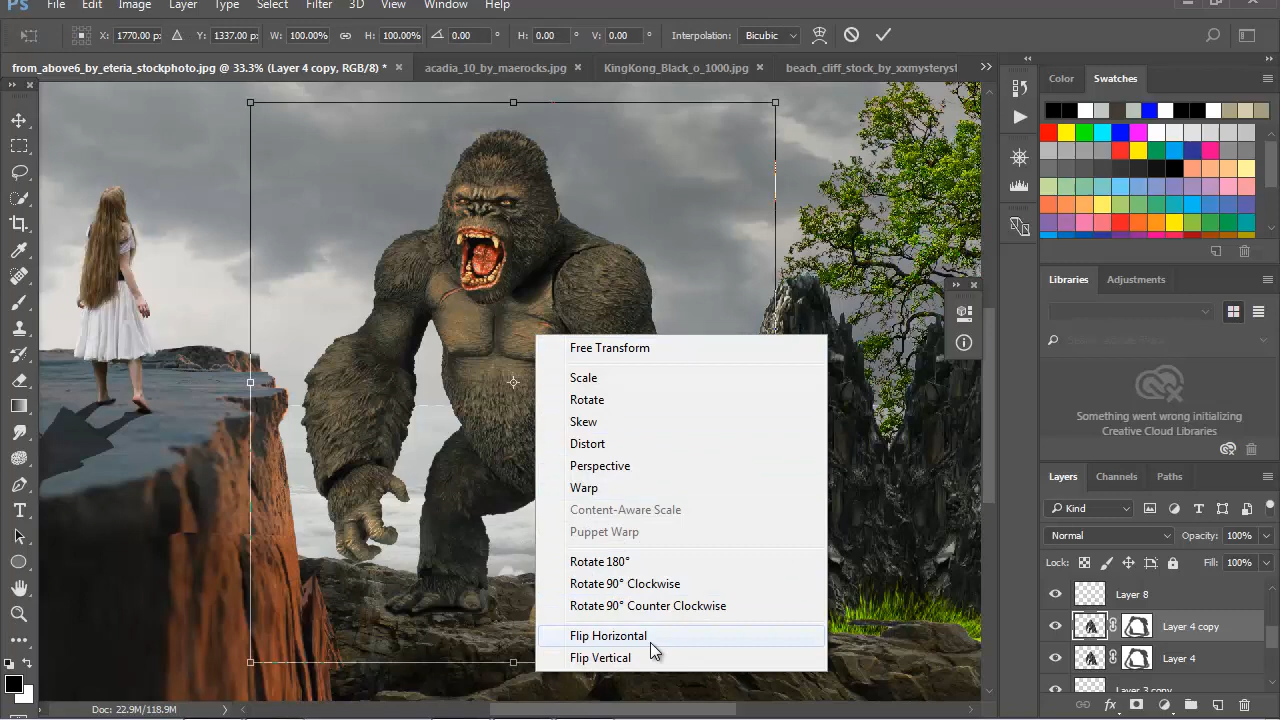 Ps File Edit Image Layer Type Select Filter 3D View Window Help
X: 1770.00 p: Y: 1337.00 p: W: 100.00% H: 100.00% 0.00 ° H: 0.00 ° V: 0.00 ° Interpolation: Bicubic
from_above6_by_eteria_stockphoto.jpg @ 33.3% (Layer 4 copy, RGB/8) * × acadia_10_by_maerocks.jpg × KingKong_Black_o_1000.jpg × beach_cliff_stock_by_xxmysteryst
Color Swatches
Libraries Adjustments
Something went wrong initializing
Creative Cloud Libraries
Free Transform
Scale
Rotate
Skew
Distort
Perspective
Warp
Content-Aware Scale
Puppet Warp
Rotate 180°
Rotate 90° Clockwise
Rotate 90° Counter Clockwise
Flip Horizontal
Flip Vertical
Layers Channels Paths
Kind
Normal Opacity: 100%
Lock: Fill: 100%
Layer 8
Layer 4 copy
Layer 4
Layer 3 copy
fx
Doc: 22.9M/118.9M